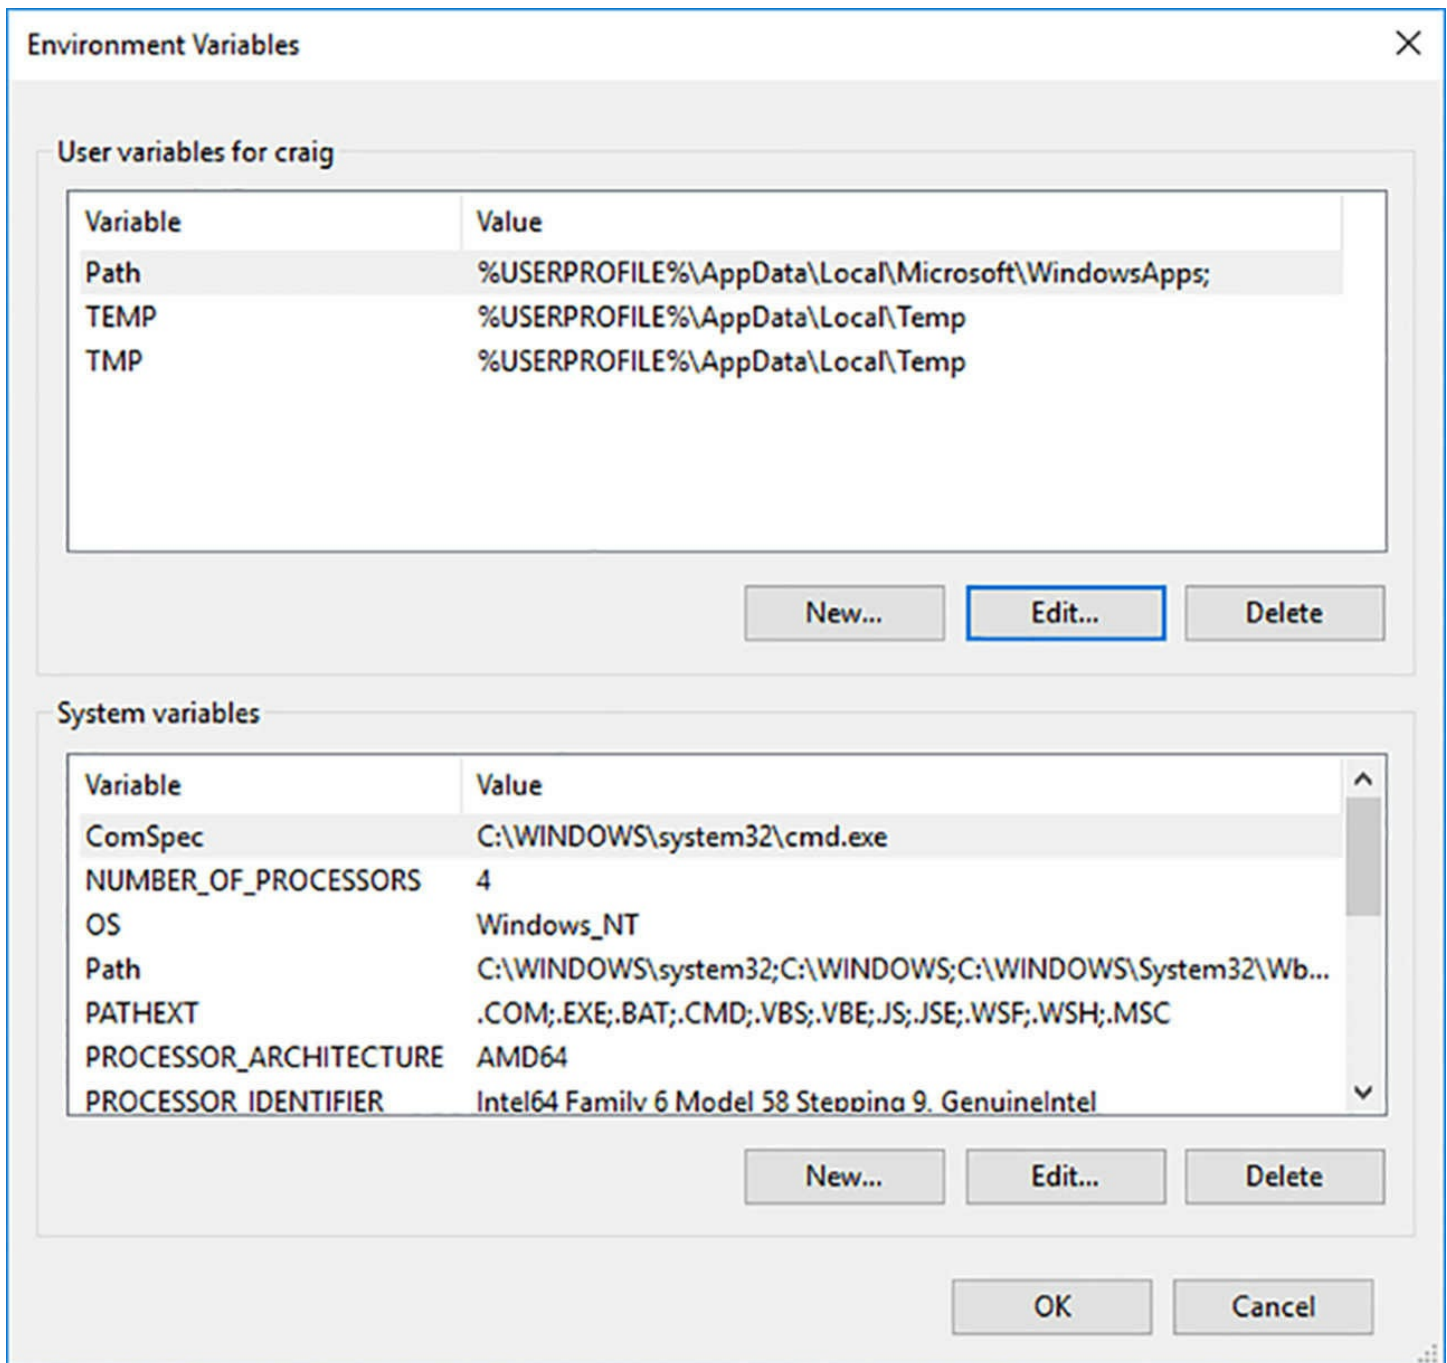 Environment Variables
User variables for craig
Variable Value
Path %USERPROFILE%\AppData\Local\Microsoft\WindowsApps;
TEMP %USERPROFILE%\AppData\Local\Temp
TMP %USERPROFILE%\AppData\Local\Temp
New... Edit... Delete
System variables
Variable Value
ComSpec C:\WINDOWS\system32\cmd.exe
NUMBER_OF_PROCESSORS 4
OS Windows_NT
Path C:\WINDOWS\system32;C:\WINDOWS;C:\WINDOWS\System32\Wb...
PATHEXT .COM;.EXE;.BAT;.CMD;.VBS;.VBE;.JS;.JSE;.WSF;.WSH;.MSC
PROCESSOR_ARCHITECTURE AMD64
PROCESSOR_IDENTIFIER Intel64 Family 6 Model 58 Stepping 9, GenuineIntel
New... Edit... Delete
OK Cancel